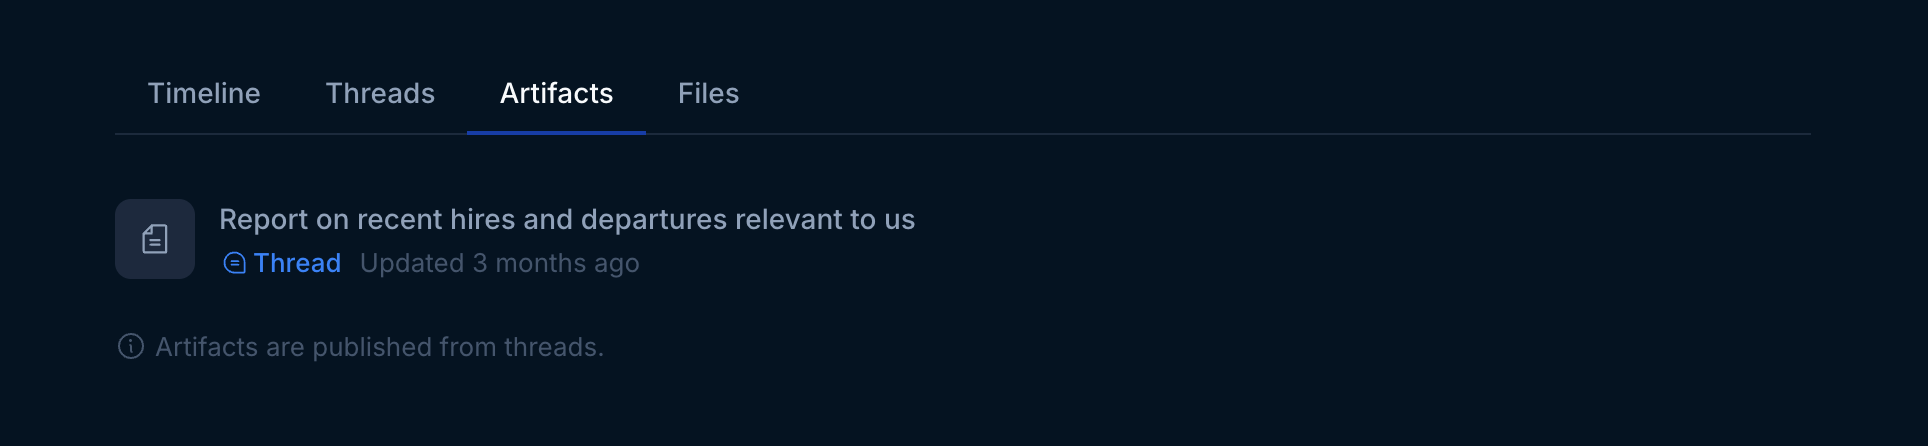 Timeline Threads Artifacts Files
Report on recent hires and departures relevant to us
Thread Updated 3 months ago
Artifacts are published from threads.